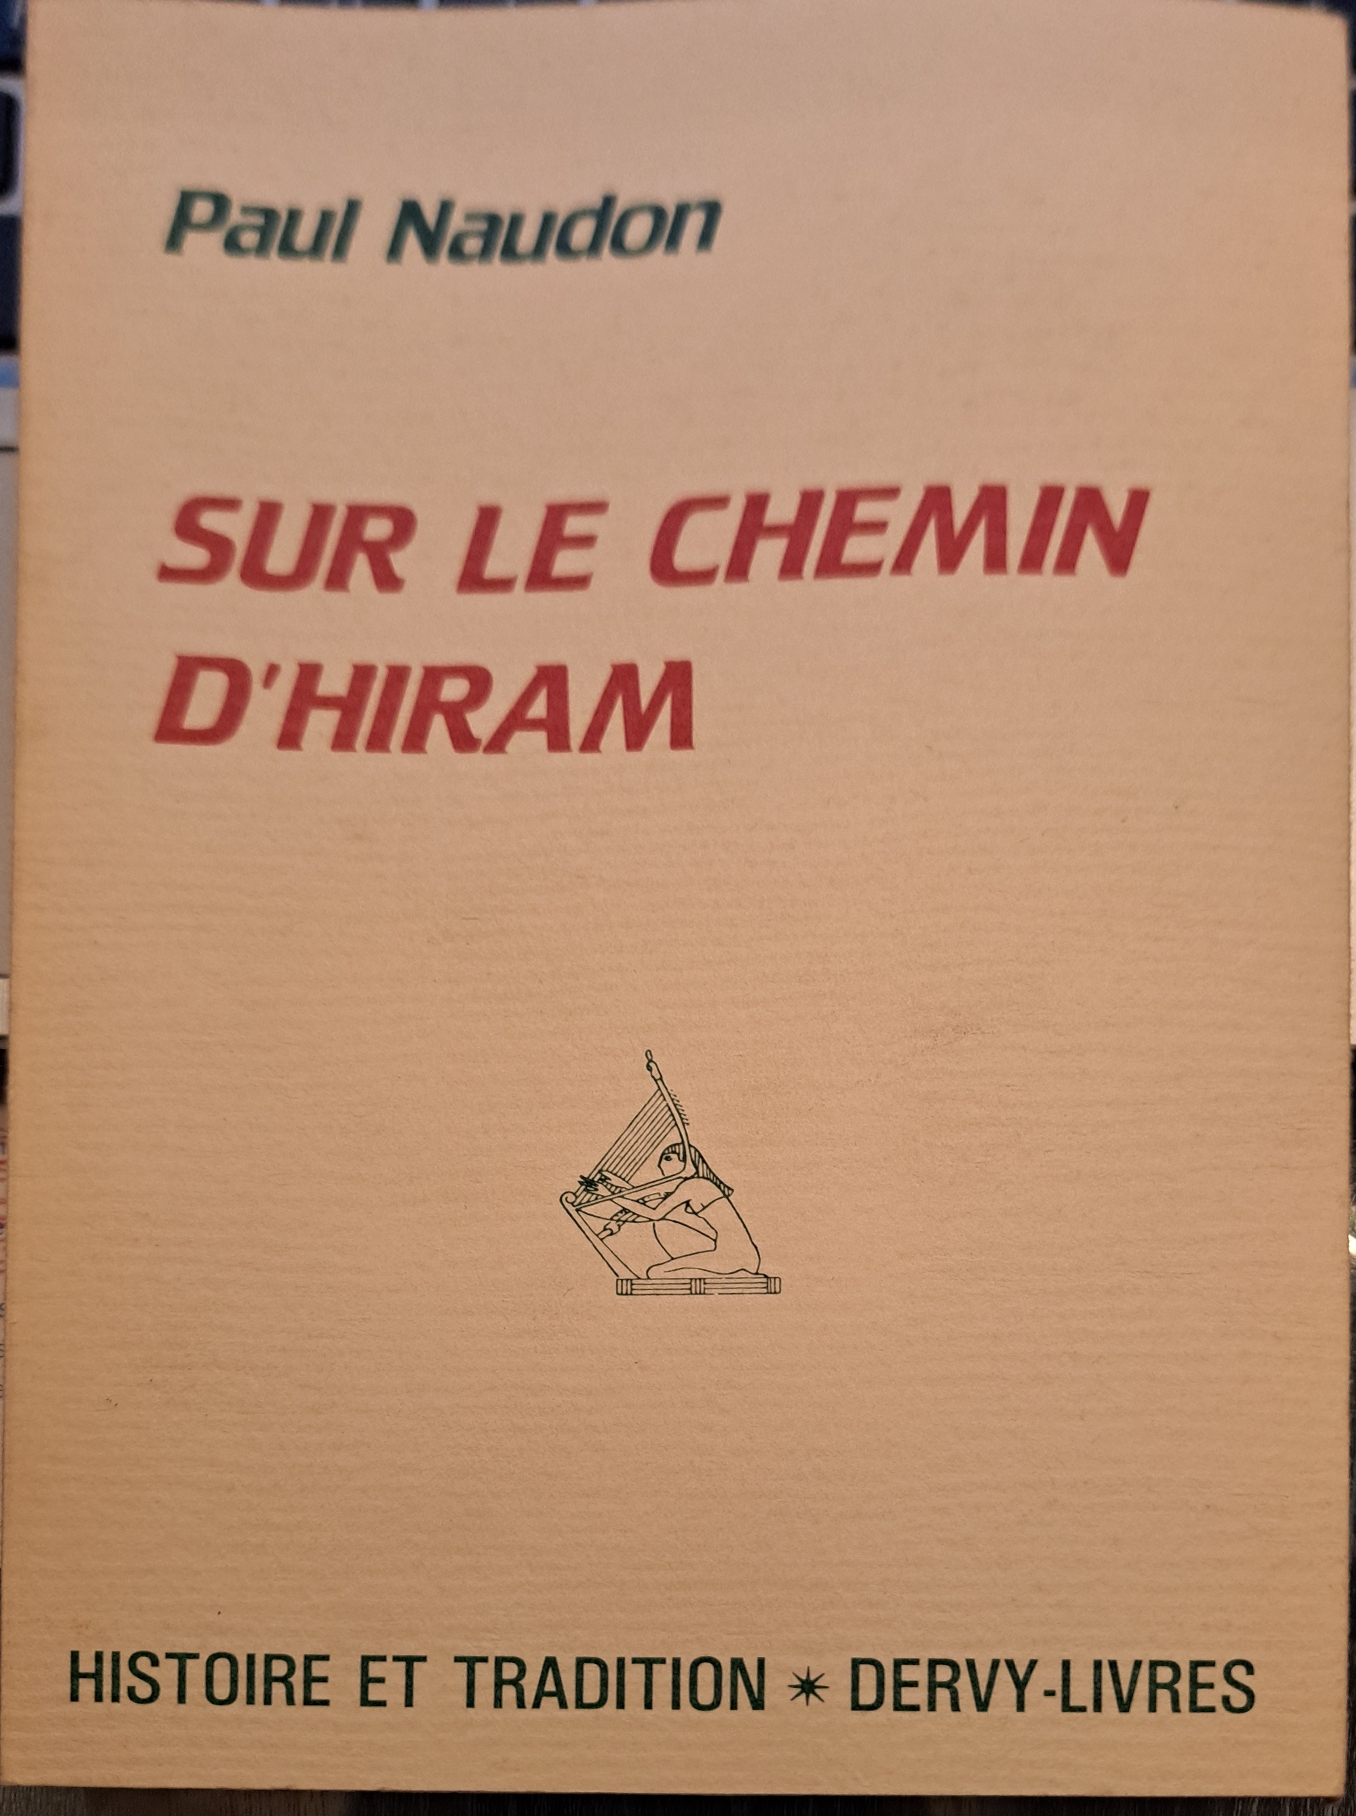 Paul Naudon
SUR LE CHEMIN
D'HIRAM
HISTOIRE ET TRADITION ✶ DERVY-LIVRES